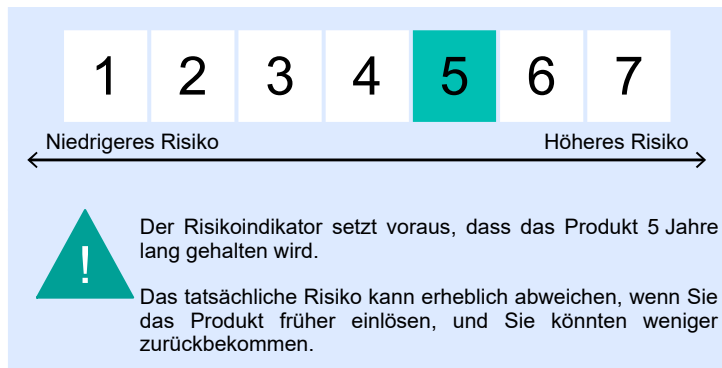 1 2 3 4 5 6 7
Niedrigeres Risiko Höheres Risiko
!
Der Risikoindikator setzt voraus, dass das Produkt 5 Jahre
lang gehalten wird.
Das tatsächliche Risiko kann erheblich abweichen, wenn Sie
das Produkt früher einlösen, und Sie könnten weniger
zurückbekommen.